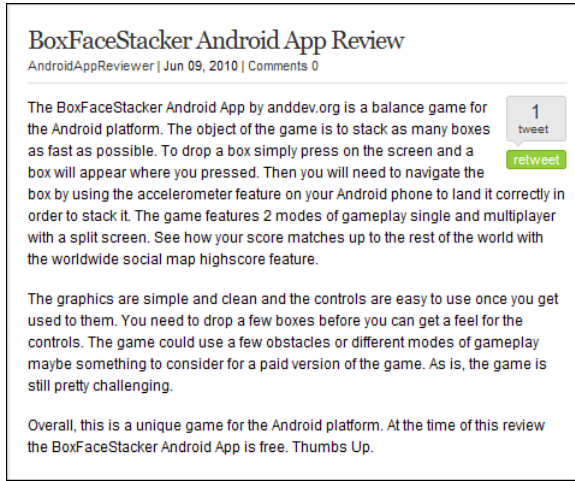 BoxFaceStacker Android App Review
AndroidAppReviewer | Jun 09, 2010 | Comments 0
The BoxFaceStacker Android App by anddev.org is a balance game for
the Android platform. The object of the game is to stack as many boxes
as fast as possible. To drop a box simply press on the screen and a
box will appear where you pressed. Then you will need to navigate the
box by using the accelerometer feature on your Android phone to land it correctly in
order to stack it. The game features 2 modes of gameplay single and multiplayer
with a split screen. See how your score matches up to the rest of the world with
the worldwide social map highscore feature.
1
tweet
retweet
The graphics are simple and clean and the controls are easy to use once you get
used to them. You need to drop a few boxes before you can get a feel for the
controls. The game could use a few obstacles or different modes of gameplay
maybe something to consider for a paid version of the game. As is, the game is
still pretty challenging.
Overall, this is a unique game for the Android platform. At the time of this review
the BoxFaceStacker Android App is free. Thumbs Up.